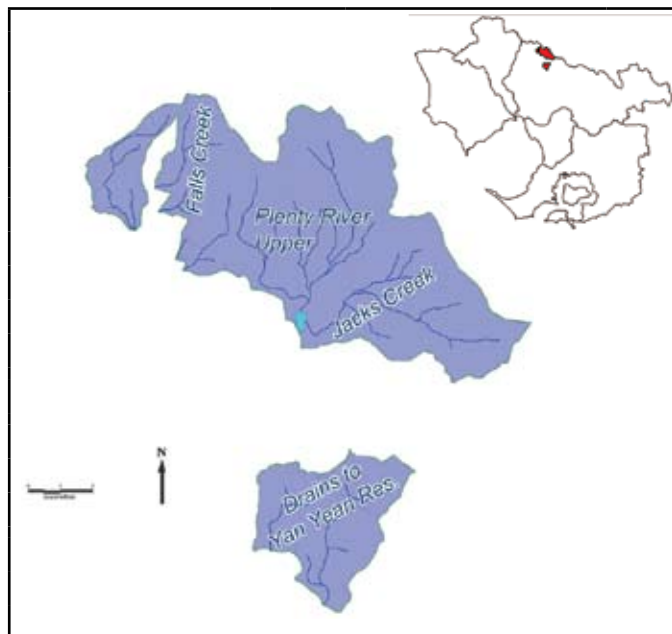 Falls Creek
Plenty River
Upper
Jacks Creek
N
Drains to
Yan Yean Res.